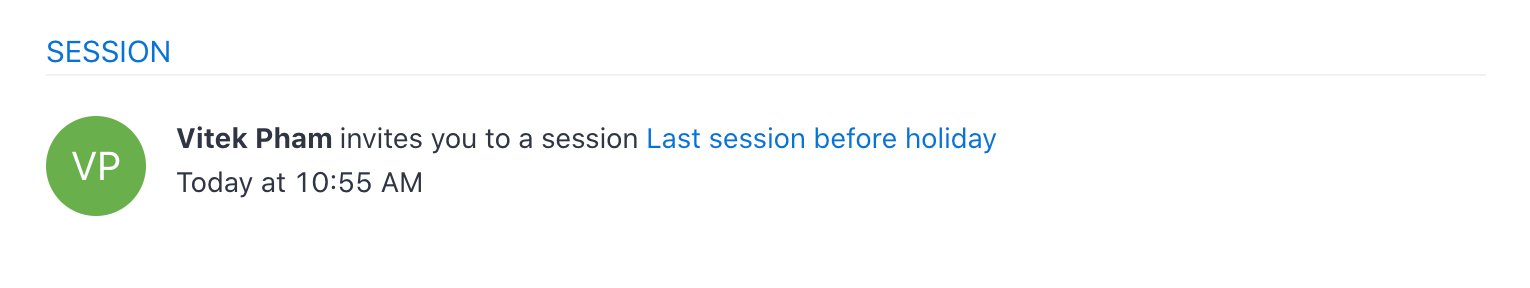 SESSION
VP
Vitek Pham invites you to a session Last session before holiday
Today at 10:55 AM